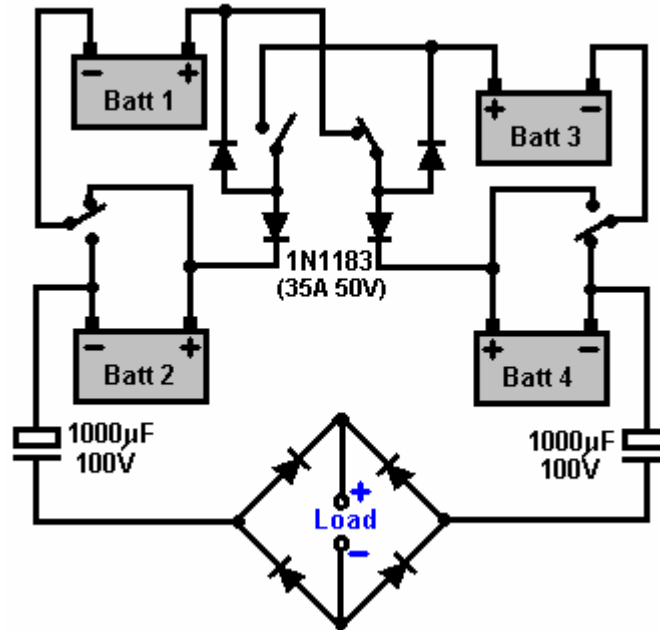 - +
Batt 1
+ -
Batt 3
1N1183
(35A 50V)
- +
Batt 2
+ -
Batt 4
1000µF
100V
1000µF
100V
+
Load
-